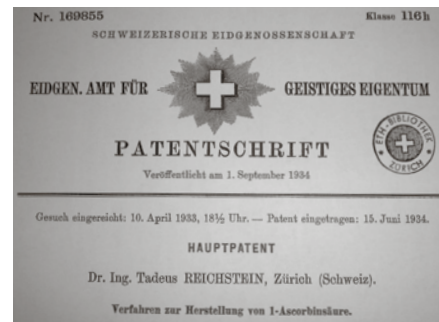 Nr. 169855 Klasse 116h
SCHWEIZERISCHE EIDGENOSSENSCHAFT
EIDGEN. AMT FÜR GEISTIGES EIGENTUM
ETH-BIBLIOTHEK
ZÜRICH
PATENTSCHRIFT
Veröffentlicht am 1. September 1934
Gesuch eingereicht: 10. April 1933, 18½ Uhr. — Patent eingetragen: 15. Juni 1934.
HAUPTPATENT
Dr. Ing. Tadeus REICHSTEIN, Zürich (Schweiz).
Verfahren zur Herstellung von l-Ascorbinsäure.